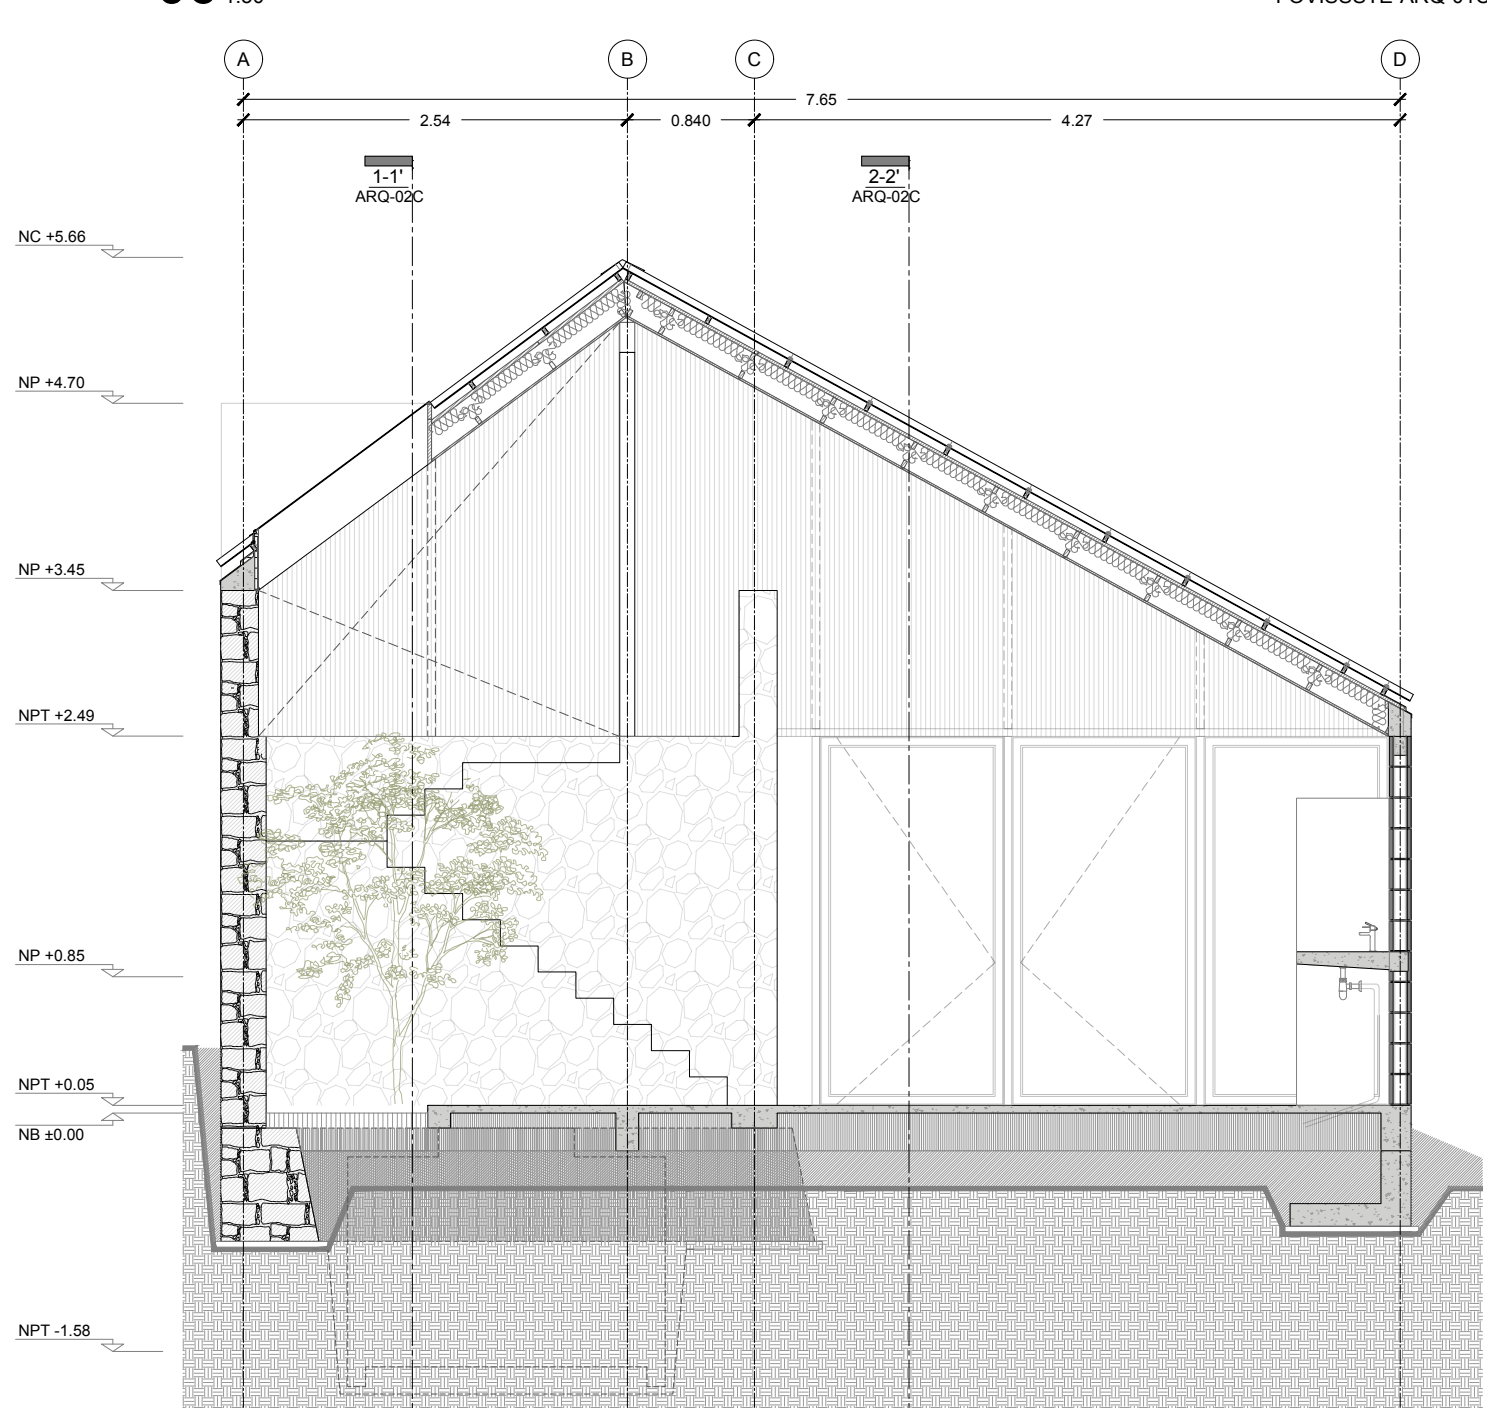 A B C D
7.65
2.54 0.840 4.27
1-1' 2-2'
ARQ-02C ARQ-02C
NC +5.66
NP +4.70
NP +3.45
NPT +2.49
NP +0.85
NPT +0.05
NB ±0.00
NPT -1.58